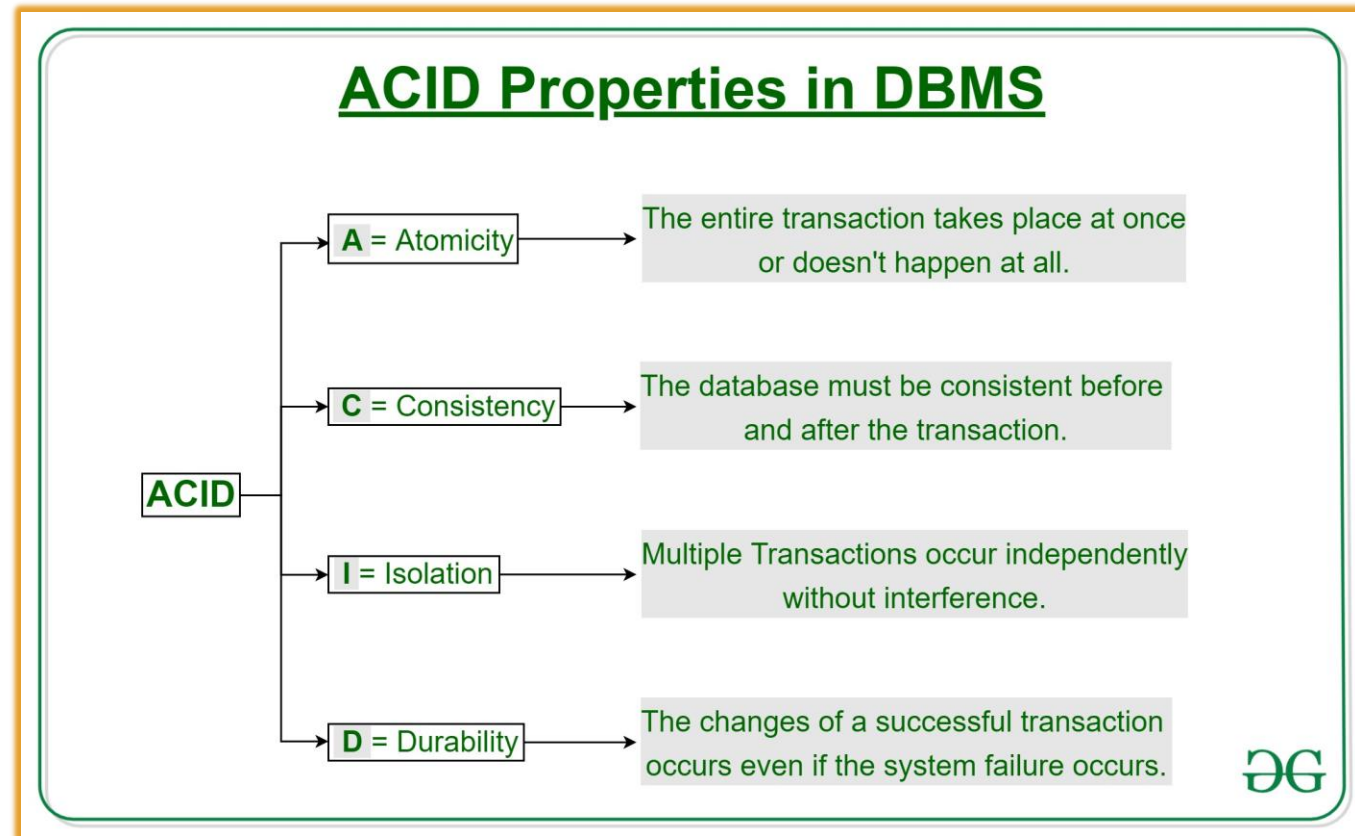 ACID Properties in DBMS
A = Atomicity
The entire transaction takes place at once
or doesn't happen at all.
C = Consistency
The database must be consistent before
and after the transaction.
ACID
I = Isolation
Multiple Transactions occur independently
without interference.
D = Durability
The changes of a successful transaction
occurs even if the system failure occurs.